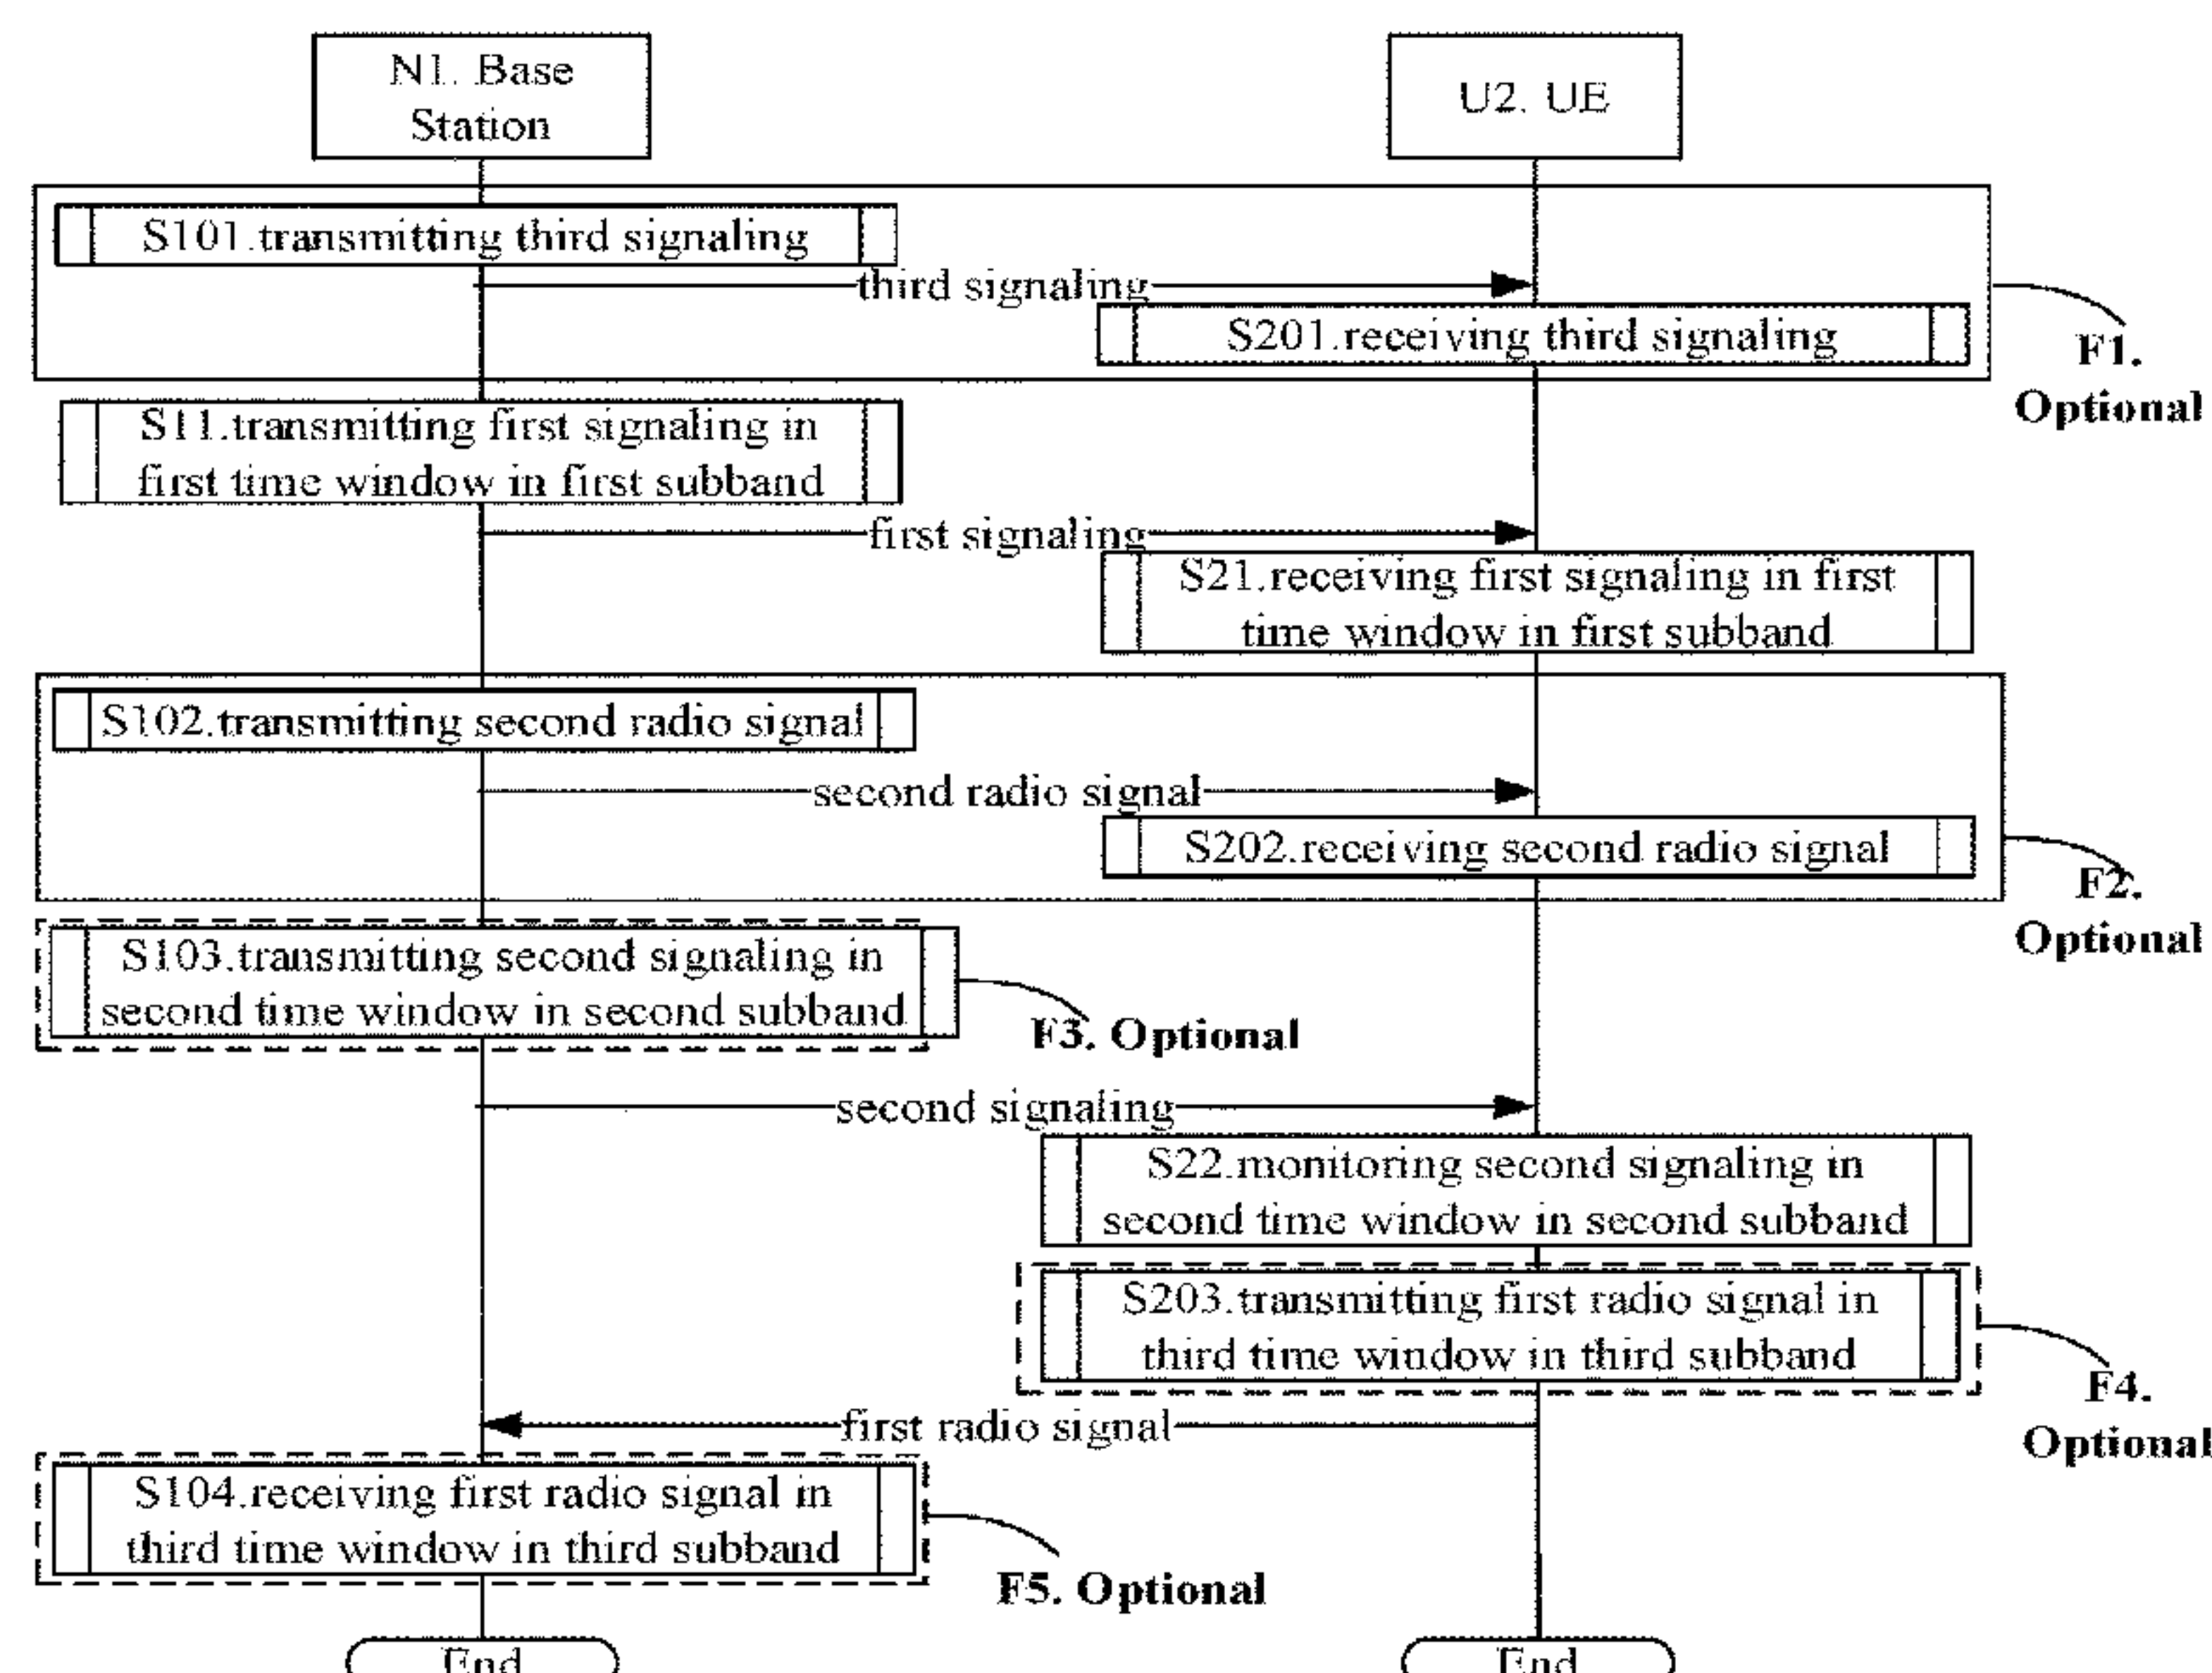 N1. Base
Station
U2. UE
S101.transmitting third signaling
third signaling
S201.receiving third signaling
F1.
Optional
S11.transmitting first signaling in
first time window in first subband
first signaling
S21.receiving first signaling in first
time window in first subband
S102.transmitting second radio signal
second radio signal
S202.receiving second radio signal
F2.
Optional
S103.transmitting second signaling in
second time window in second subband
F3. Optional
second signaling
S22.monitoring second signaling in
second time window in second subband
S203.transmitting first radio signal in
third time window in third subband
F4.
Optional
first radio signal
S104.receiving first radio signal in
third time window in third subband
F5. Optional
End
End